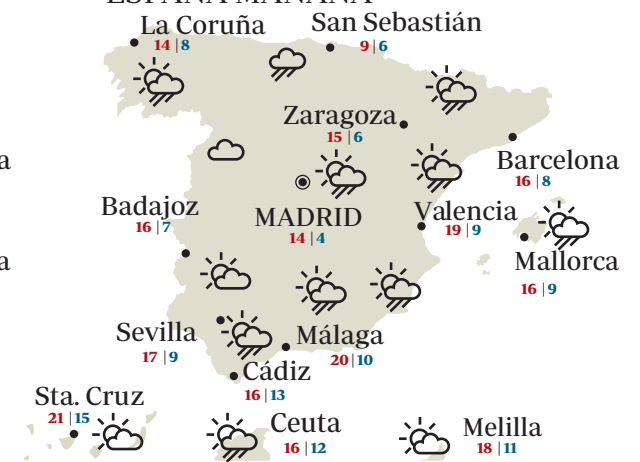 ESPAÑA MAÑANA
La Coruña
14 | 8
San Sebastián
9 | 6
Zaragoza
15 | 6
a
Barcelona
16 | 8
Badajoz
16 | 7
MADRID
14 | 4
Valencia
19 | 9
a
Mallorca
16 | 9
Sevilla
17 | 9
Málaga
20 | 10
Cádiz
16 | 13
Sta. Cruz
21 | 15
Ceuta
16 | 12
Melilla
18 | 11